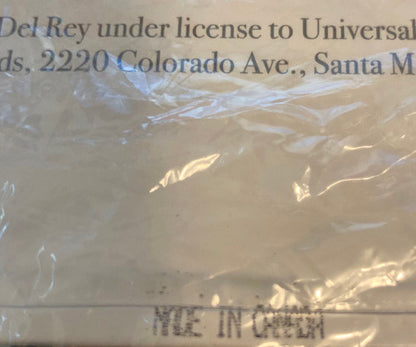 Del Rey under license to Universal
ds, 2220 Colorado Ave., Santa M
MADE IN CANADA